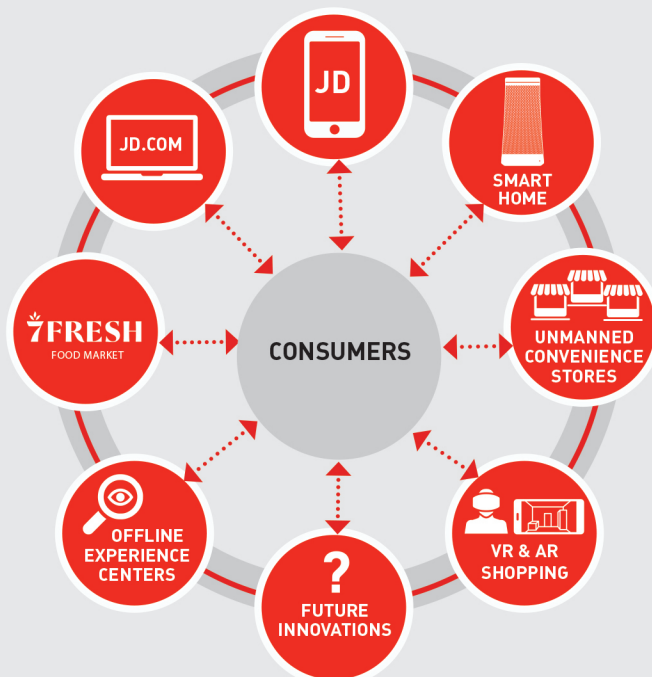 JD
JD.COM
SMART
HOME
7FRESH
FOOD MARKET
CONSUMERS
UNMANNED
CONVENIENCE
STORES
OFFLINE
EXPERIENCE
CENTERS
VR & AR
SHOPPING
?
FUTURE
INNOVATIONS